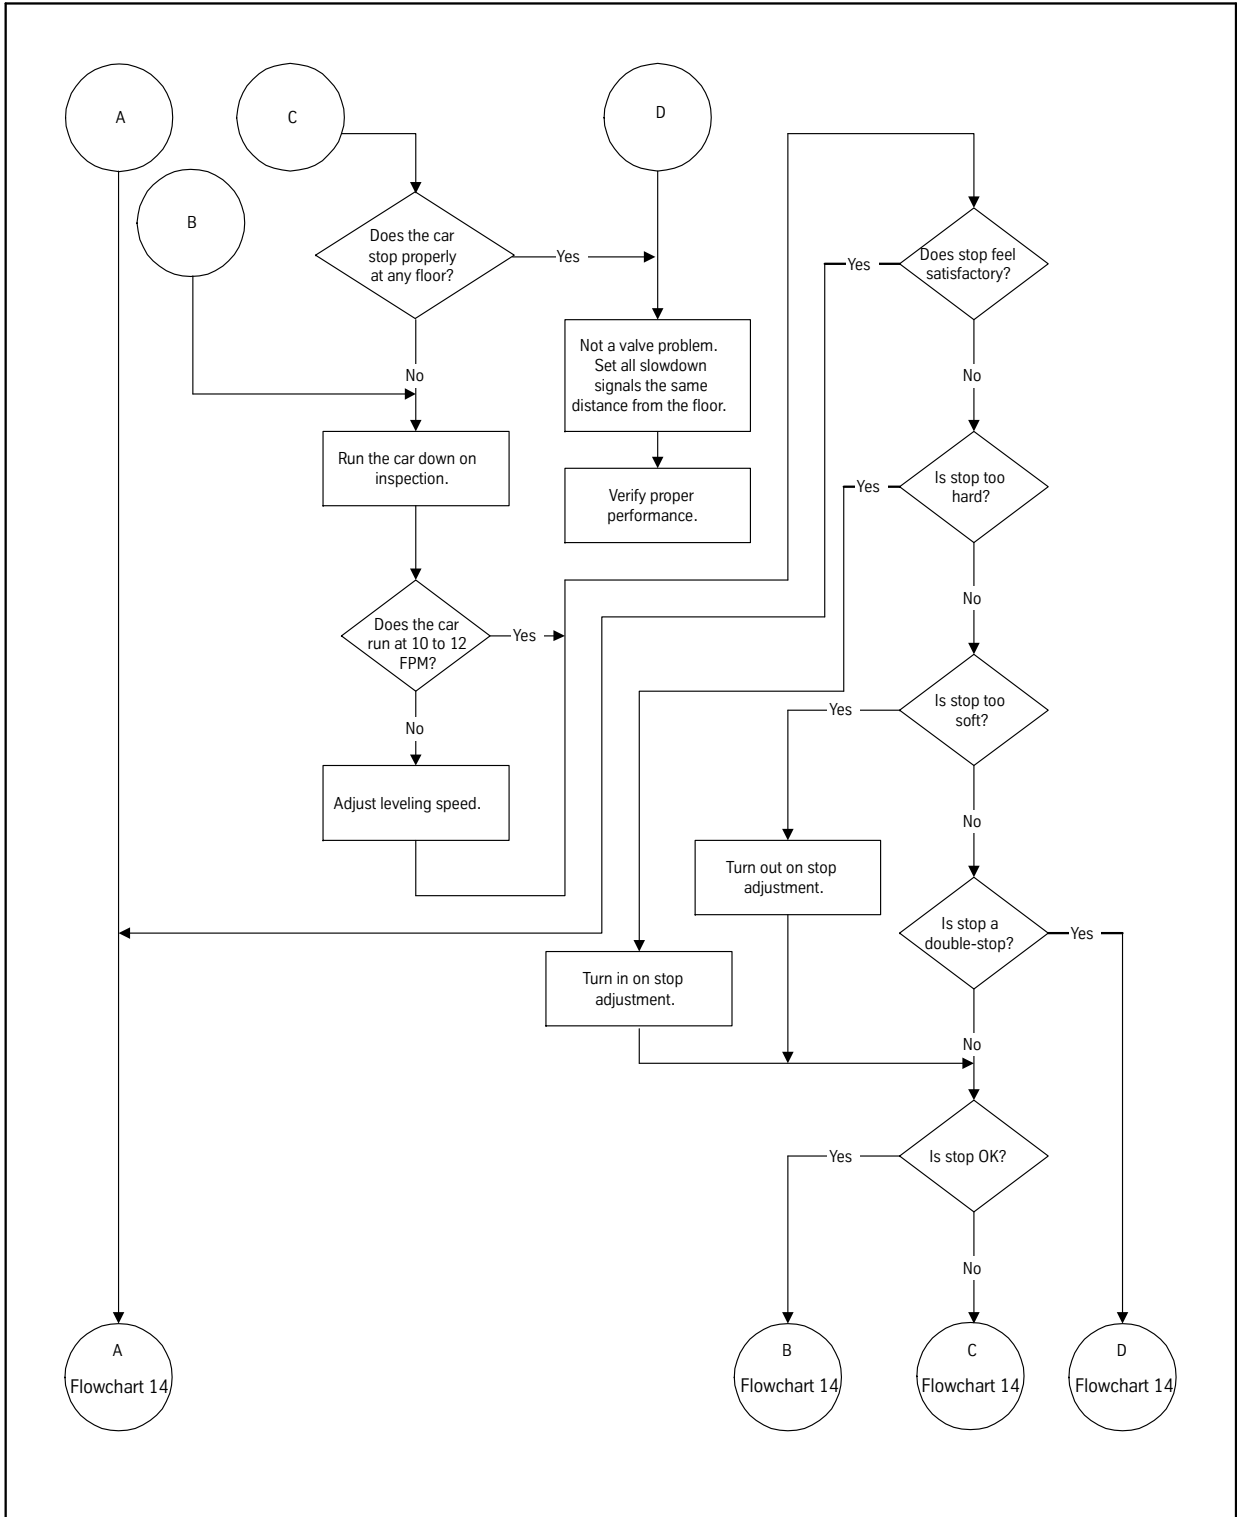 A
C
D
B
Does the car
stop properly
at any floor?
Yes
No
Not a valve problem.
Set all slowdown
signals the same
distance from the floor.
Verify proper
performance.
Run the car down on
inspection.
Does the car
run at 10 to 12
FPM?
Yes
No
Adjust leveling speed.
Does stop feel
satisfactory?
Yes
No
Is stop too
hard?
Yes
No
Is stop too
soft?
Yes
No
Turn out on stop
adjustment.
Turn in on stop
adjustment.
Is stop a
double-stop?
Yes
No
Is stop OK?
Yes
No
A
Flowchart 14
B
Flowchart 14
C
Flowchart 14
D
Flowchart 14